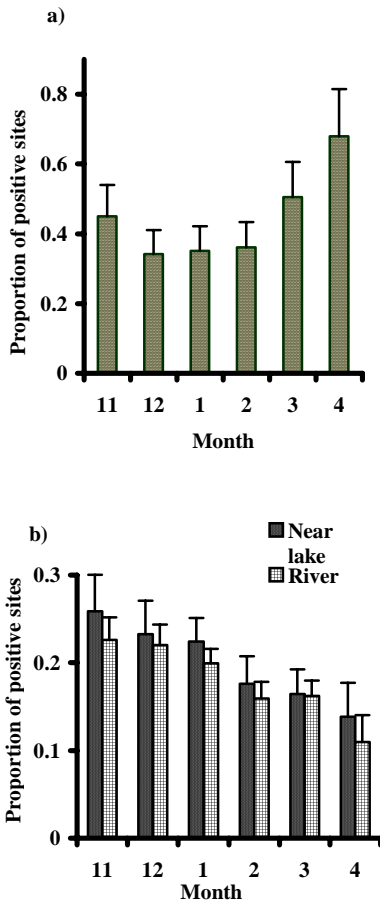 a)
Proportion of positive sites
0.8
0.6
0.4
0.2
0
11 12 1 2 3 4
Month
b)
Near
lake
River
Proportion of positive sites
0.3
0.2
0.1
0
11 12 1 2 3 4
Month